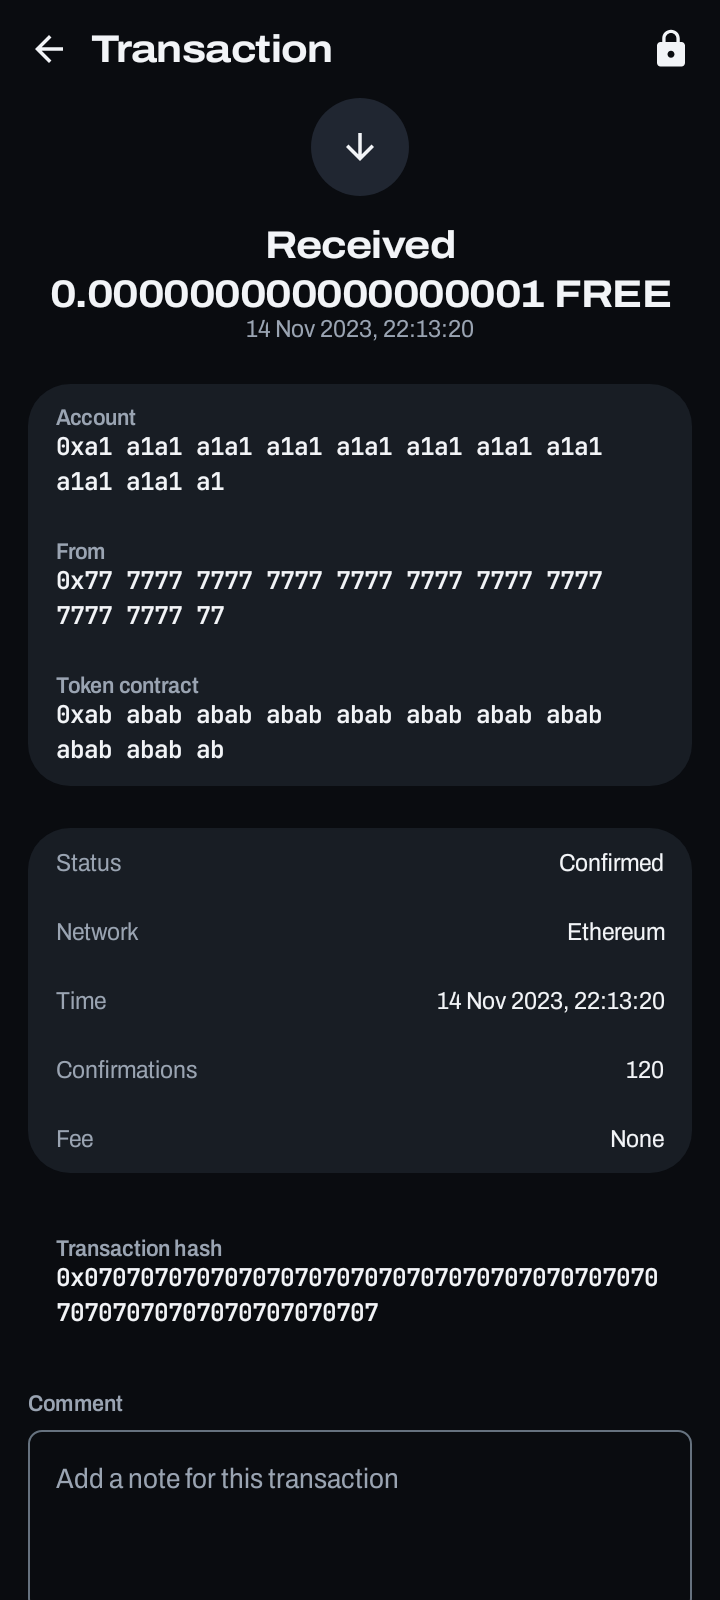 Transaction
Received
0.000000000000000001 FREE
14 Nov 2023, 22:13:20
Account
0xa1 a1a1 a1a1 a1a1 a1a1 a1a1 a1a1 a1a1
a1a1 a1a1 a1
From
0x77 7777 7777 7777 7777 7777 7777 7777
7777 7777 77
Token contract
0xab abab abab abab abab abab abab abab
abab abab ab
Status
Confirmed
Network
Ethereum
Time
14 Nov 2023, 22:13:20
Confirmations
120
Fee
None
Transaction hash
0x07070707070707070707070707070707070707070
70707070707070707070707
Comment
Add a note for this transaction